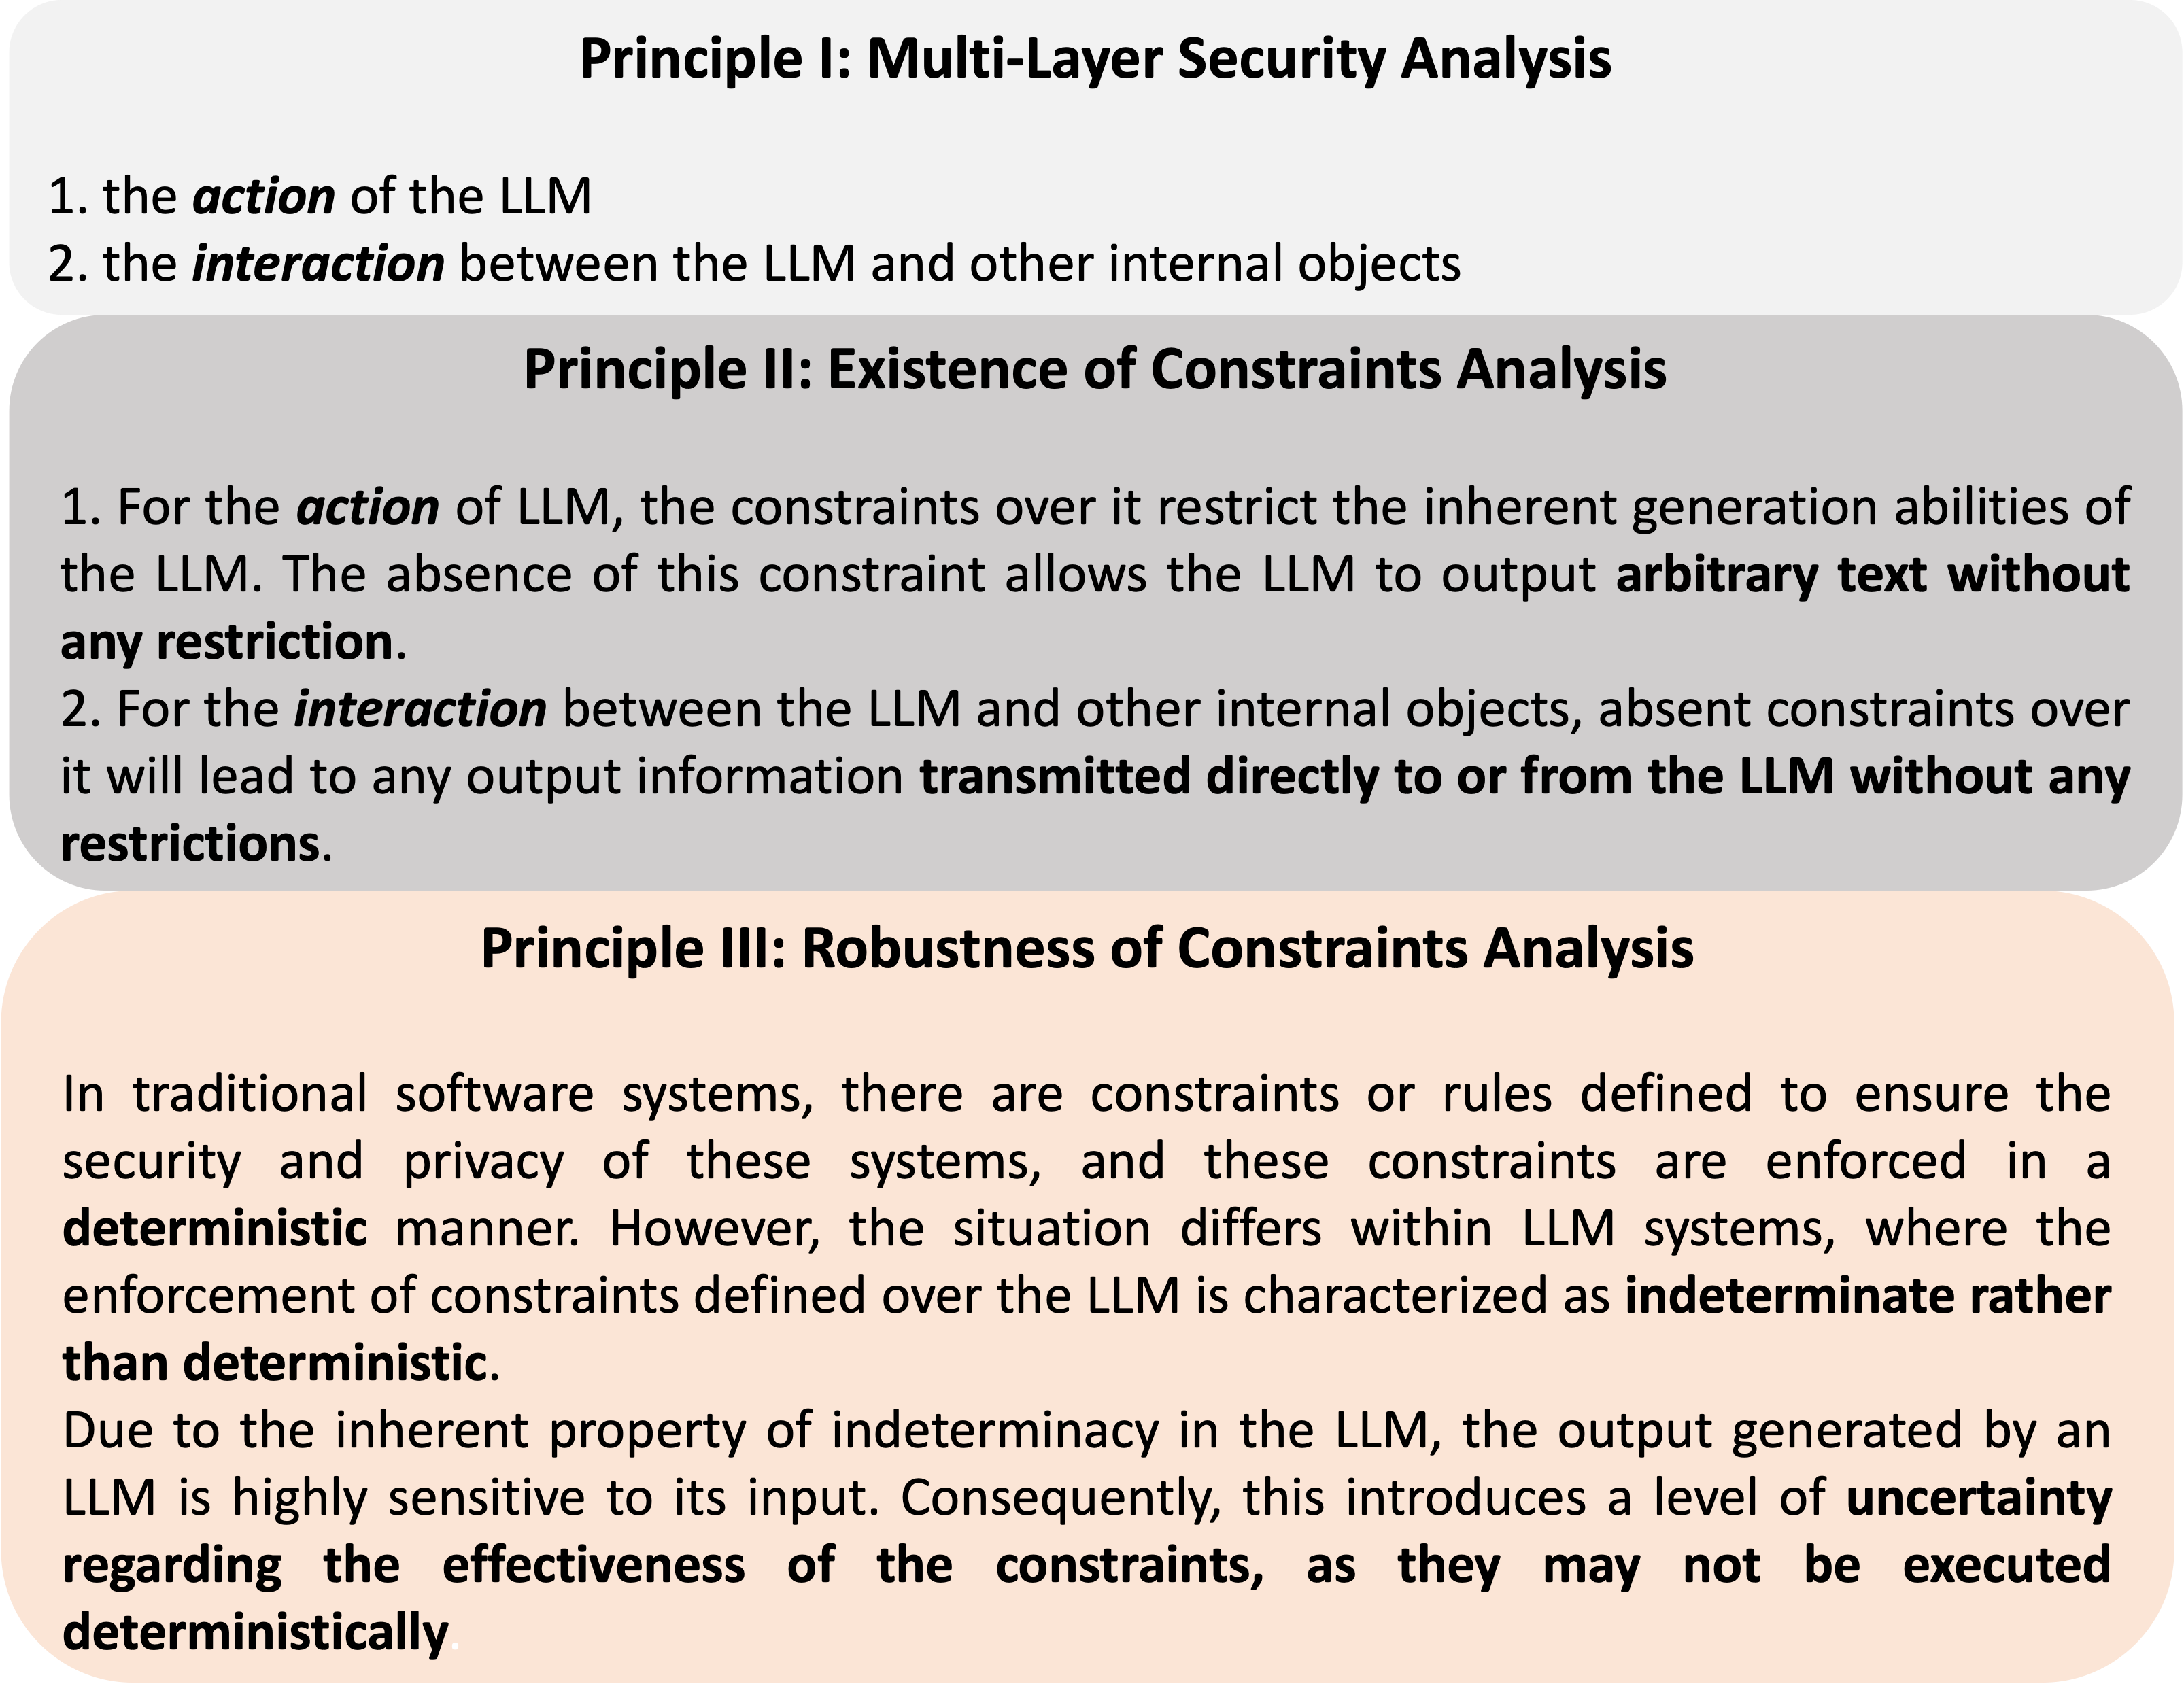 Principle I: Multi-Layer Security Analysis
1. the action of the LLM
2. the interaction between the LLM and other internal objects
Principle II: Existence of Constraints Analysis
1. For the action of LLM, the constraints over it restrict the inherent generation abilities of
the LLM. The absence of this constraint allows the LLM to output arbitrary text without
any restriction.
2. For the interaction between the LLM and other internal objects, absent constraints over
it will lead to any output information transmitted directly to or from the LLM without any
restrictions.
Principle III: Robustness of Constraints Analysis
In traditional software systems, there are constraints or rules defined to ensure the
security and privacy of these systems, and these constraints are enforced in a
deterministic manner. However, the situation differs within LLM systems, where the
enforcement of constraints defined over the LLM is characterized as indeterminate rather
than deterministic.
Due to the inherent property of indeterminacy in the LLM, the output generated by an
LLM is highly sensitive to its input. Consequently, this introduces a level of uncertainty
regarding the effectiveness of the constraints, as they may not be executed
deterministically.